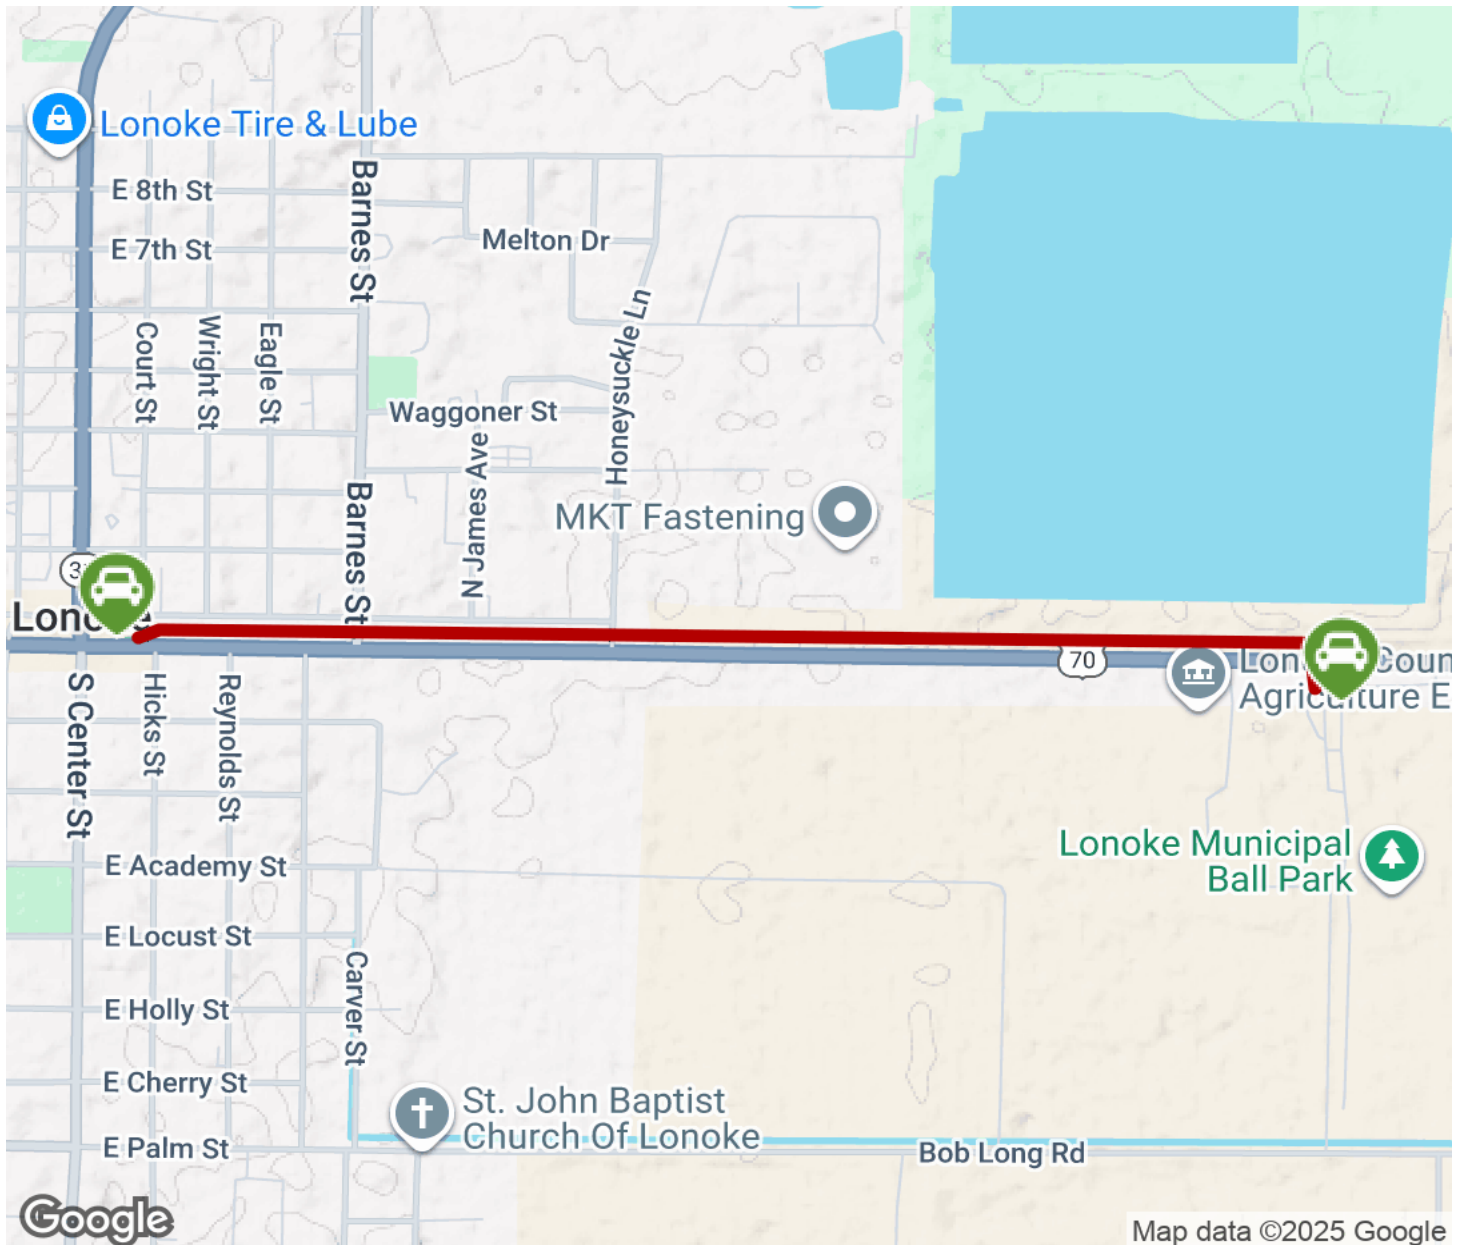 Lonoke Tire & Lube
E 8th St
Barnes St
E 7th St
Melton Dr
Honeysuckle Ln
Court St
Wright St
Eagle St
Waggoner St
N James Ave
Barnes St
MKT Fastening
70
S Center St
Hicks St
Reynolds St
Agriculture E
Lonoke Municipal
Ball Park
E Academy St
E Locust St
Carver St
E Holly St
E Cherry St
St. John Baptist
Church Of Lonoke
E Palm St
Bob Long Rd
Google
Map data ©2025 Google